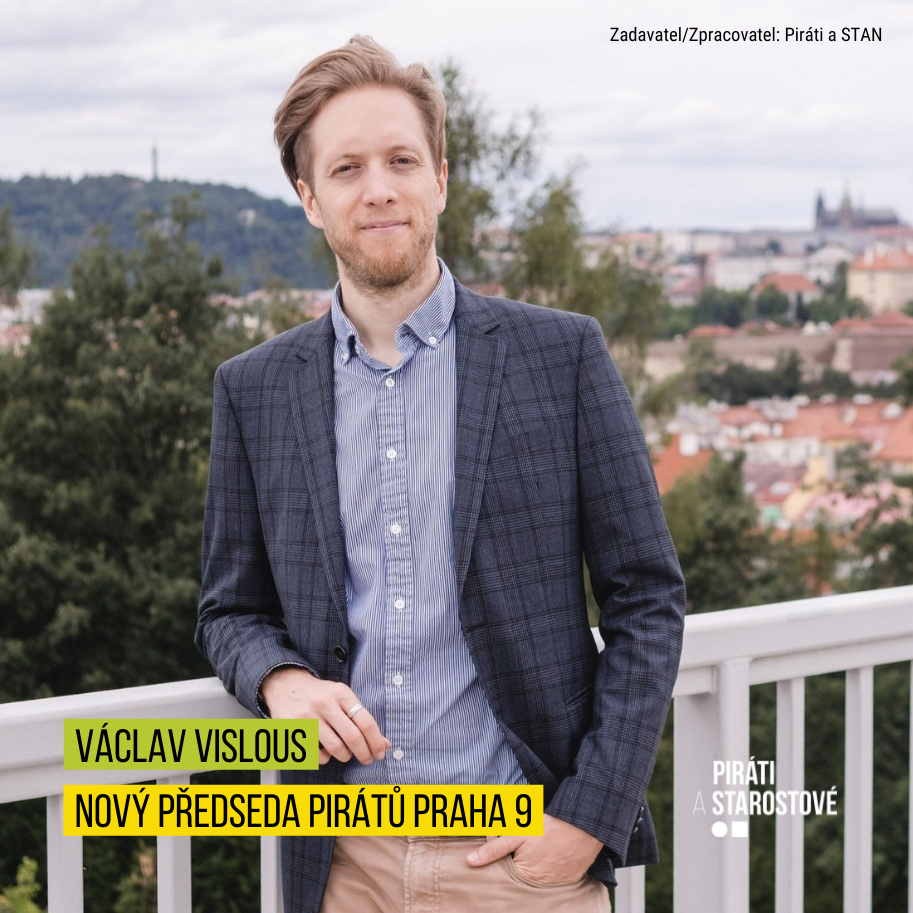 Zadavatel/Zpracovatel: Piráti a STAN
VÁCLAV VISLOUS
NOVÝ PŘEDSEDA PIRÁTŮ PRAHA 9
PIRÁTI
A STAROSTOVÉ